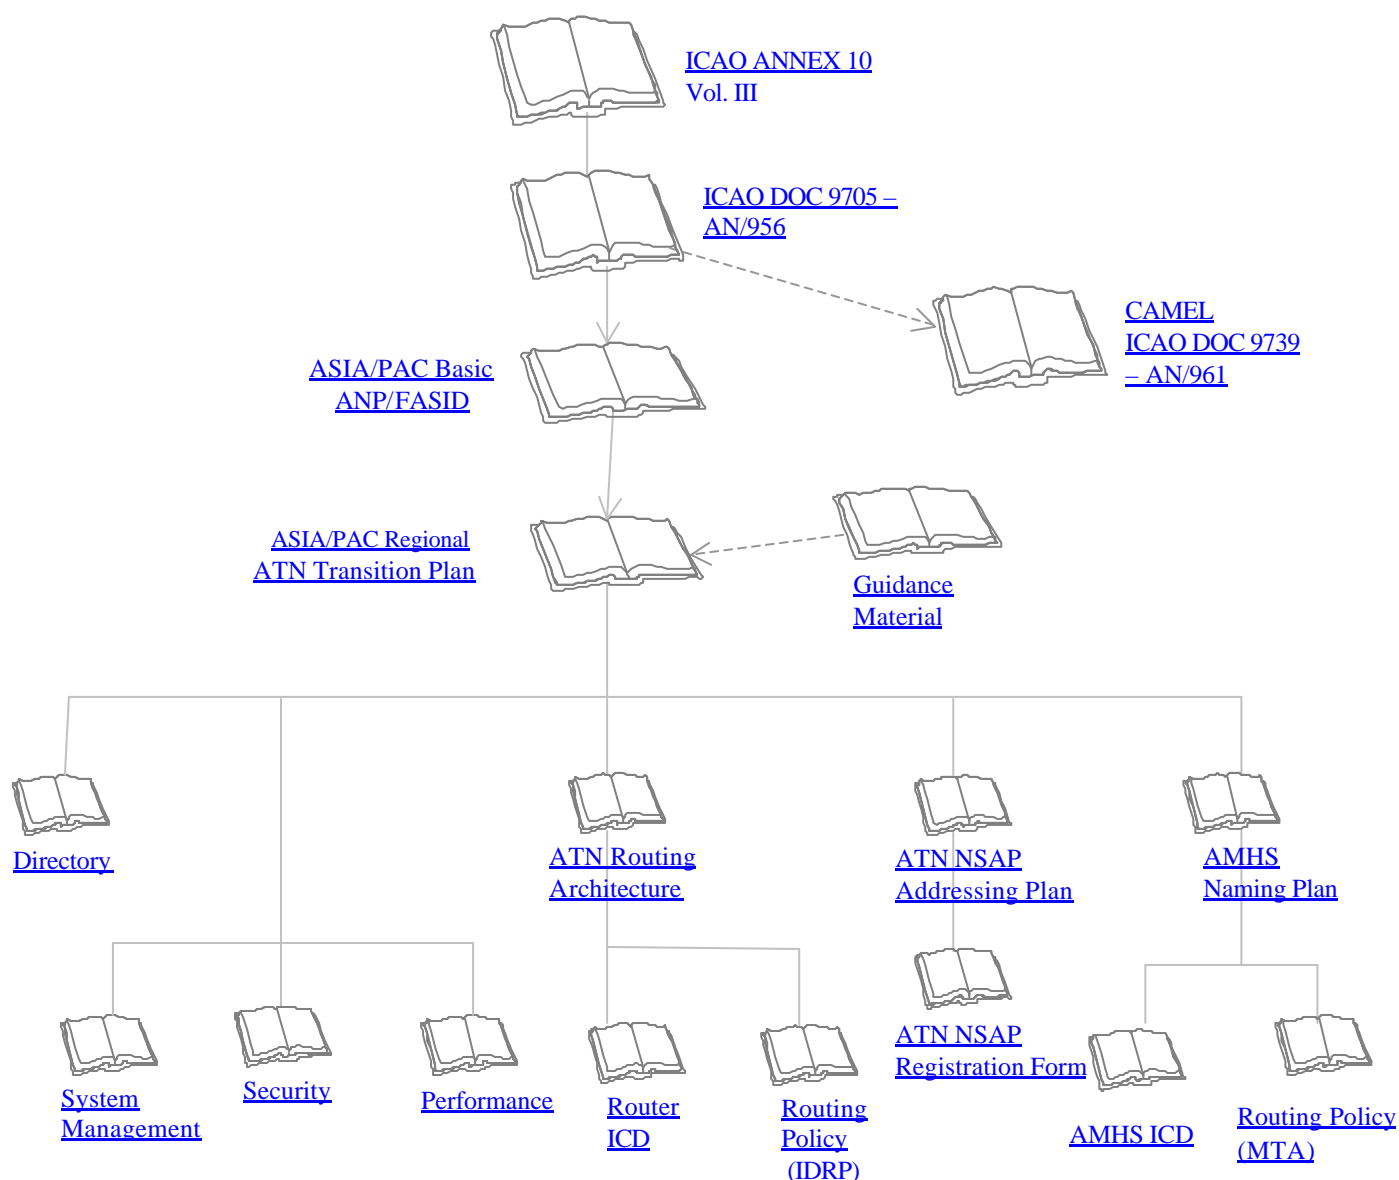 ICAO ANNEX 10
Vol. III
ICAO DOC 9705 –
AN/956
CAMEL
ICAO DOC 9739
– AN/961
ASIA/PAC Basic
ANP/FASID
ASIA/PAC Regional
ATN Transition Plan
Guidance
Material
Directory
ATN Routing
Architecture
ATN NSAP
Addressing Plan
AMHS
Naming Plan
System
Management
Security
Performance
Router
ICD
Routing
Policy
(IDRP)
ATN NSAP
Registration Form
AMHS ICD
Routing Policy
(MTA)